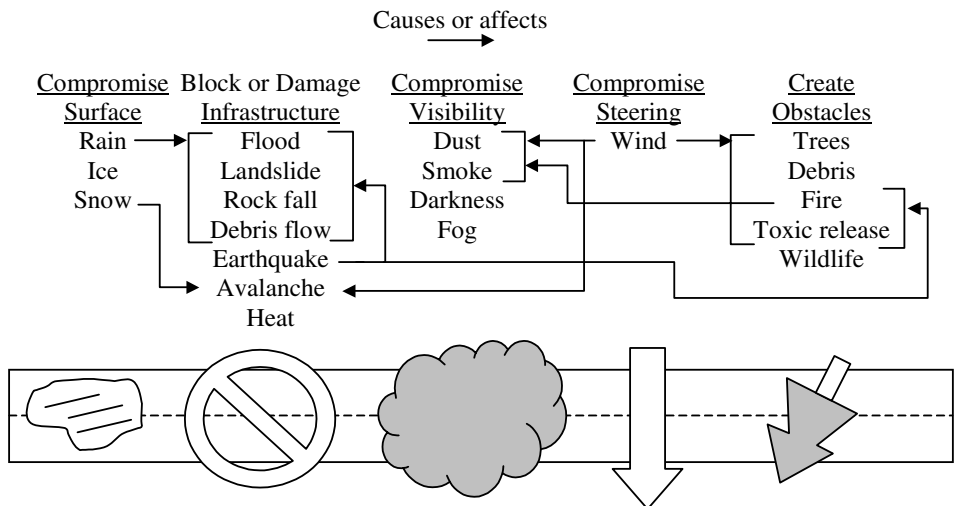 Causes or affects
Compromise
Surface
Rain
Ice
Snow
Block or Damage
Infrastructure
Flood
Landslide
Rock fall
Debris flow
Earthquake
Avalanche
Heat
Compromise
Visibility
Dust
Smoke
Darkness
Fog
Compromise
Steering
Wind
Create
Obstacles
Trees
Debris
Fire
Toxic release
Wildlife